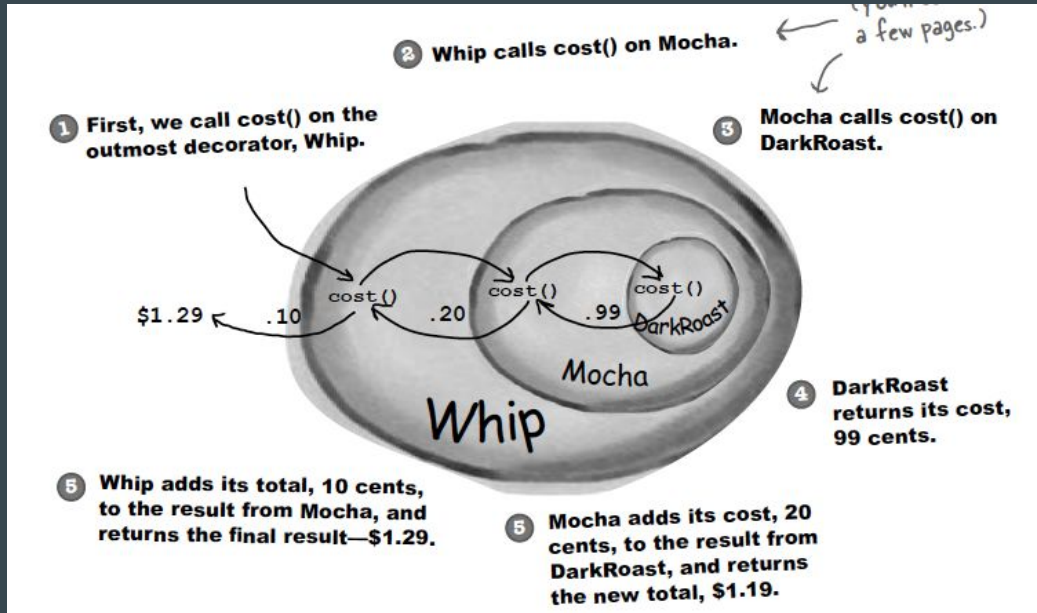 a few pages.)
2 Whip calls cost() on Mocha.
1 First, we call cost() on the
outmost decorator, Whip.
3 Mocha calls cost() on
DarkRoast.
cost()
cost()
cost()
$1.29
.10
.20
.99
DarkRoast
Mocha
Whip
4 DarkRoast
returns its cost,
99 cents.
5 Whip adds its total, 10 cents,
to the result from Mocha, and
returns the final result—$1.29.
5 Mocha adds its cost, 20
cents, to the result from
DarkRoast, and returns
the new total, $1.19.